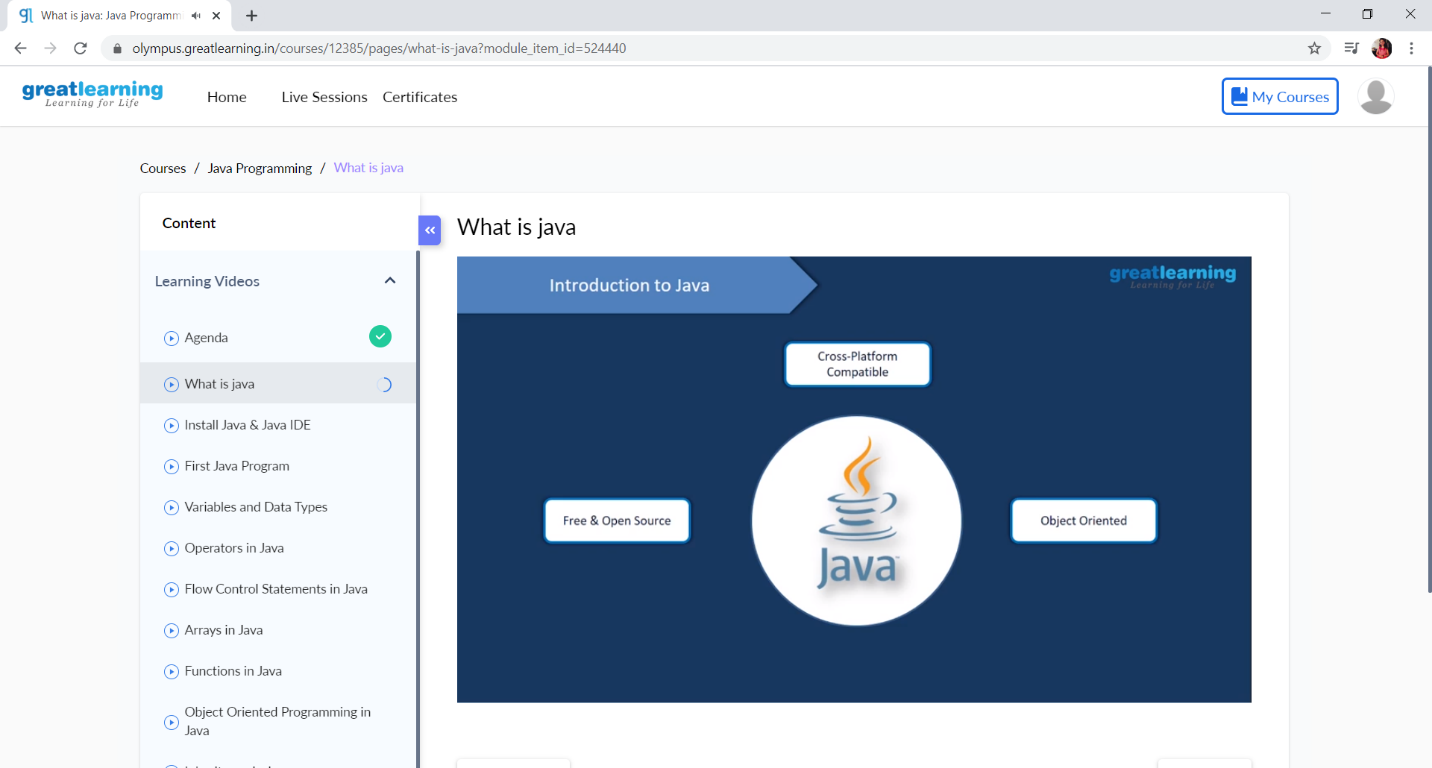 What is java: Java Programm
olympus.greatlearning.in/courses/12385/pages/what-is-java?module_item_id=524440
greatlearning
Learning for Life
Home
Live Sessions
Certificates
My Courses
Courses / Java Programming / What is java
Content
What is java
Learning Videos
Agenda
What is java
Install Java & Java IDE
First Java Program
Variables and Data Types
Operators in Java
Flow Control Statements in Java
Arrays in Java
Functions in Java
Object Oriented Programming in
Java
Introduction to Java
greatlearning
Learning for Life
Cross-Platform
Compatible
Free & Open Source
Java
Object Oriented